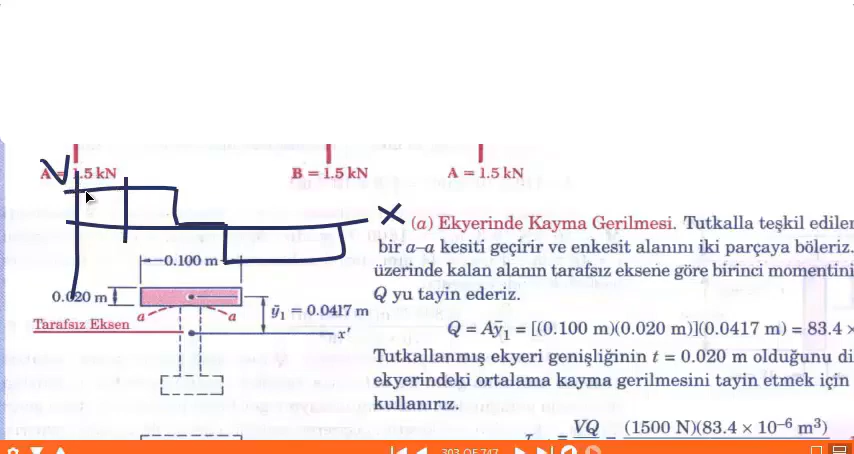 A = 1.5 kN
B = 1.5 kN
A = 1.5 kN
V
x
0.100 m
0.020 m
a
a
ȳ₁ = 0.0417 m
Tarafsız Eksen
x′
(a) Ekyerinde Kayma Gerilmesi. Tutkalla teşkil edilen
bir a–a kesiti geçirir ve enkesit alanını iki parçaya böleriz.
üzerinde kalan alanın tarafsız eksene göre birinci momentini
Q yu tayin ederiz.
Q = Aȳ₁ = [(0.100 m)(0.020 m)](0.0417 m) = 83.4 ×
Tutkallanmış ekyeri genişliğinin t = 0.020 m olduğunu di
ekyerindeki ortalama kayma gerilmesini tayin etmek için
kullanırız.
= VQ = (1500 N)(83.4 × 10⁻⁶ m³)
303 OF 747